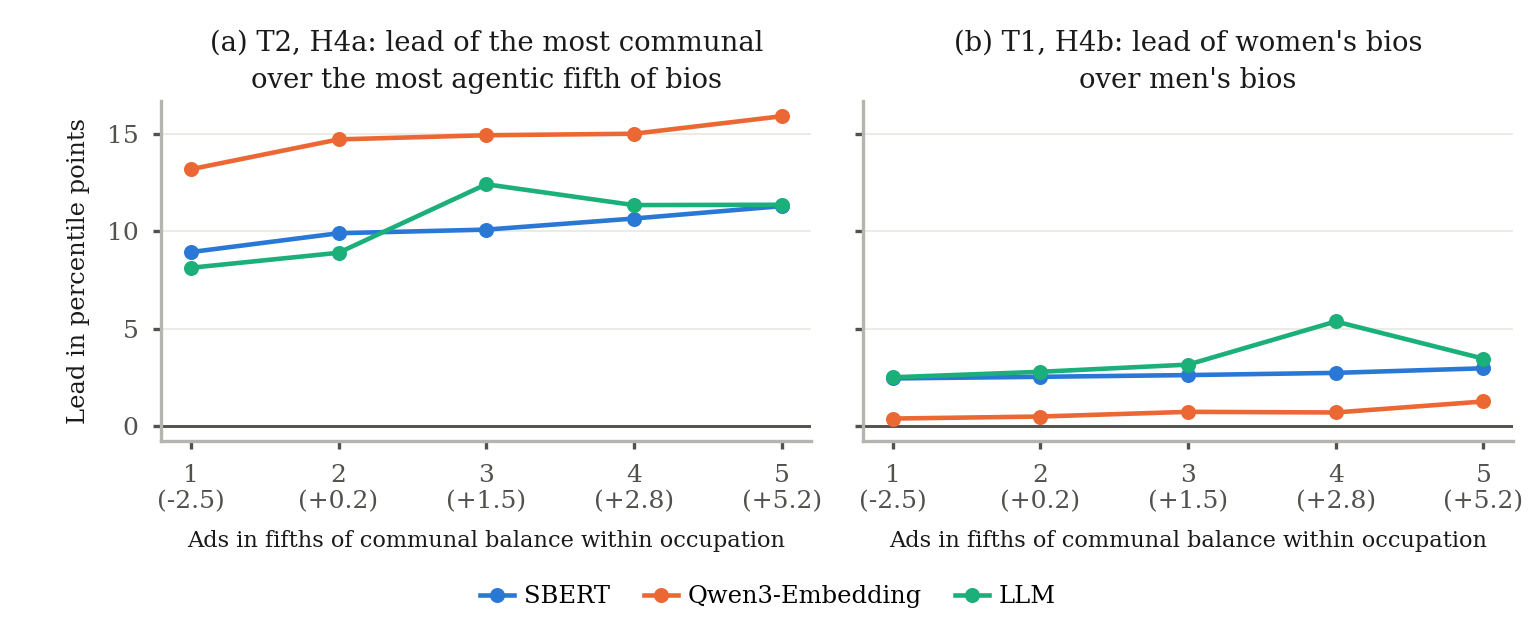 (a) T2, H4a: lead of the most communal
over the most agentic fifth of bios
Lead in percentile points
15
10
5
0
1 2 3 4 5
(-2.5) (+0.2) (+1.5) (+2.8) (+5.2)
Ads in fifths of communal balance within occupation
(b) T1, H4b: lead of women's bios
over men's bios
1 2 3 4 5
(-2.5) (+0.2) (+1.5) (+2.8) (+5.2)
Ads in fifths of communal balance within occupation
SBERT Qwen3-Embedding LLM